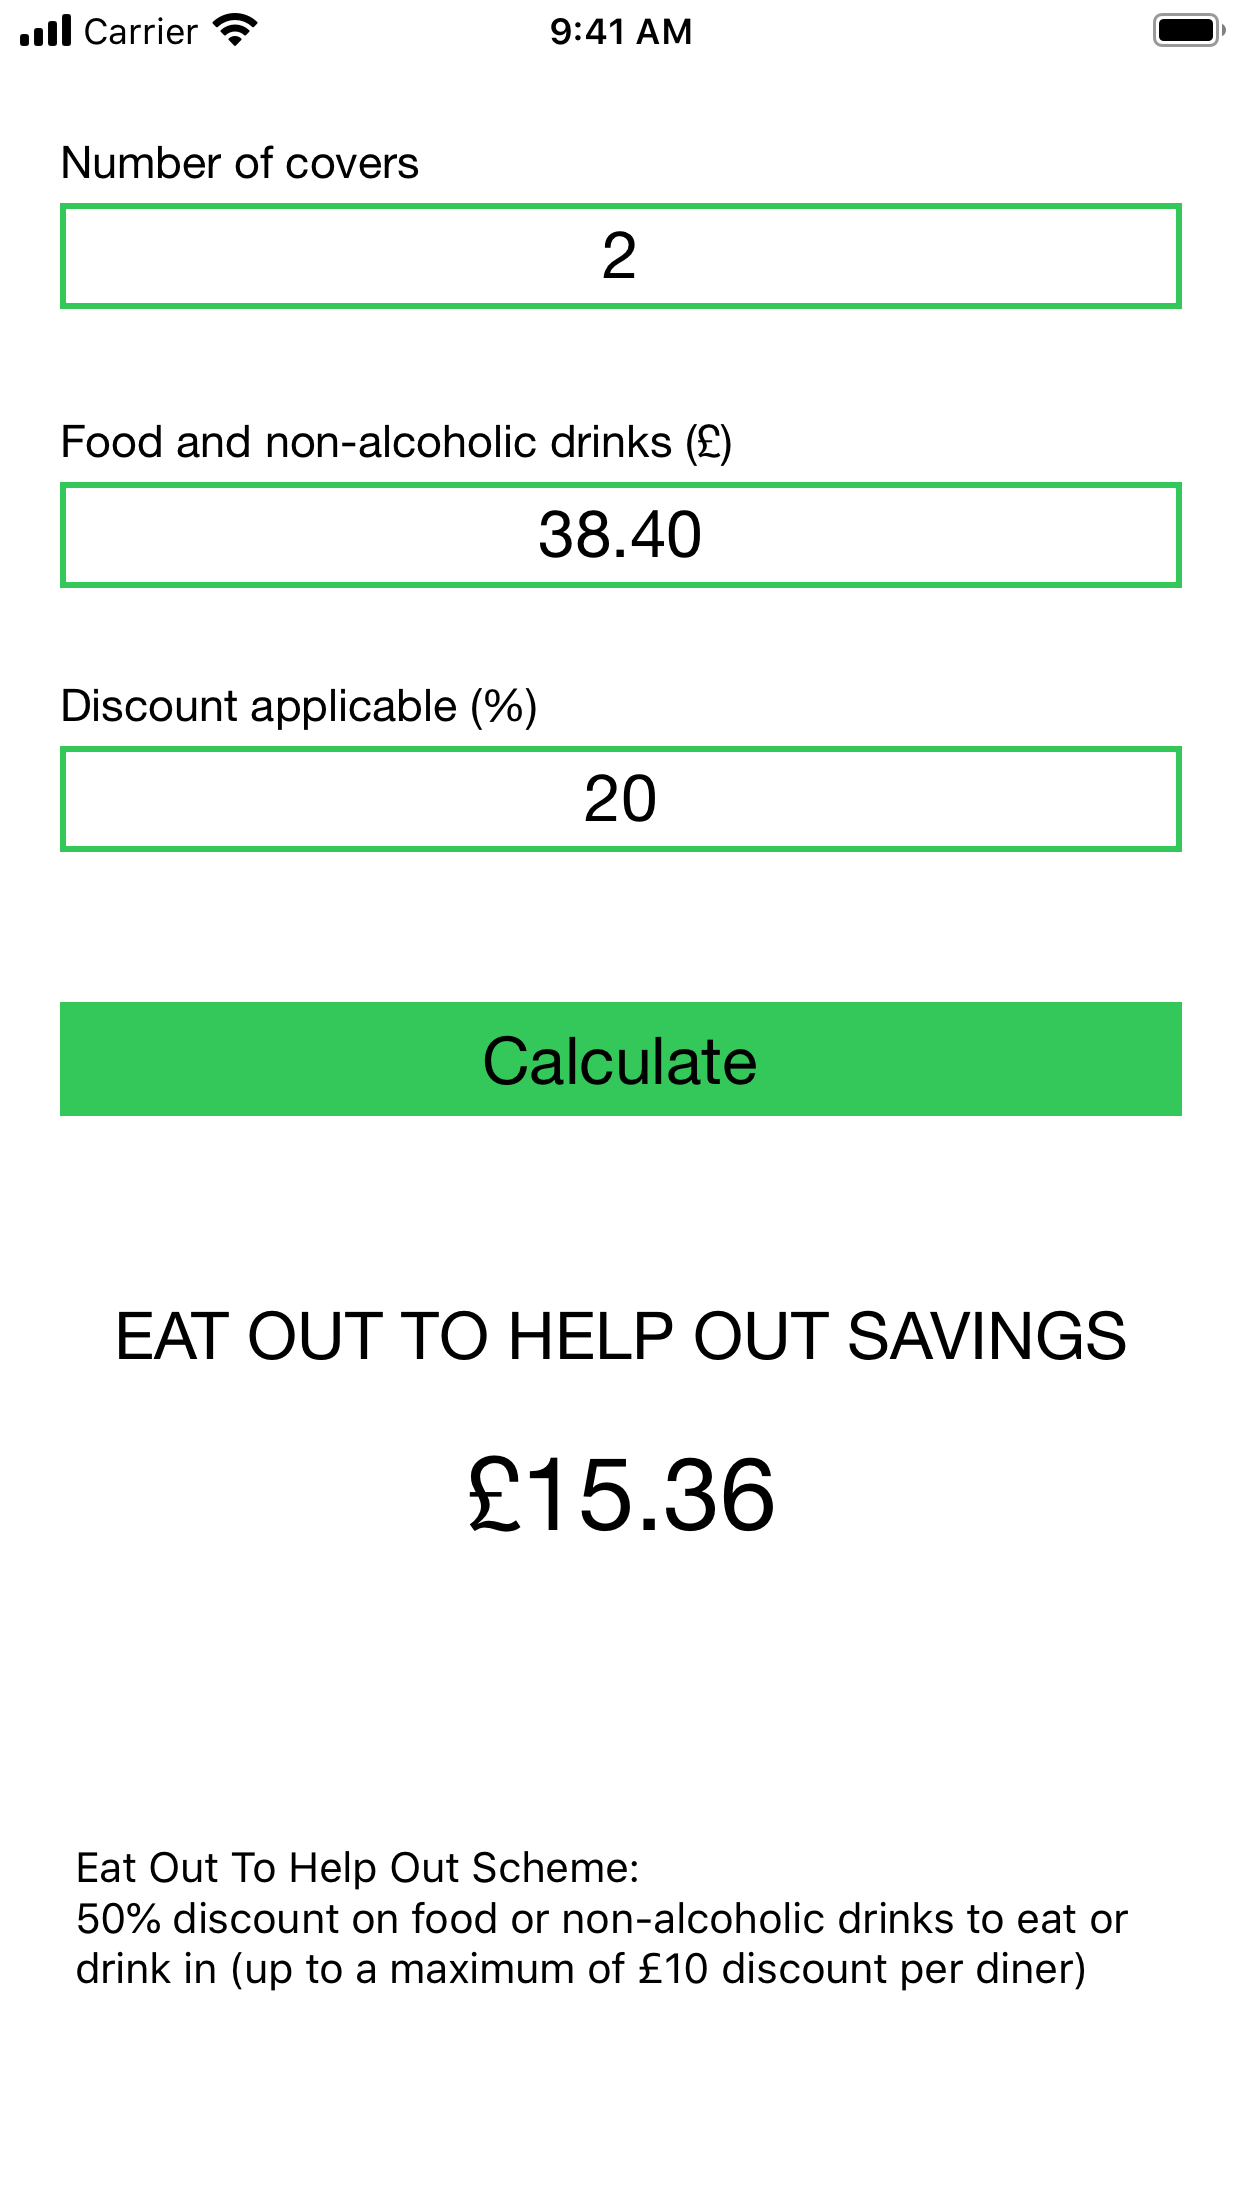 Carrier 9:41 AM
Number of covers
2
Food and non-alcoholic drinks (£)
38.40
Discount applicable (%)
20
Calculate
EAT OUT TO HELP OUT SAVINGS
£15.36
Eat Out To Help Out Scheme:
50% discount on food or non-alcoholic drinks to eat or
drink in (up to a maximum of £10 discount per diner)